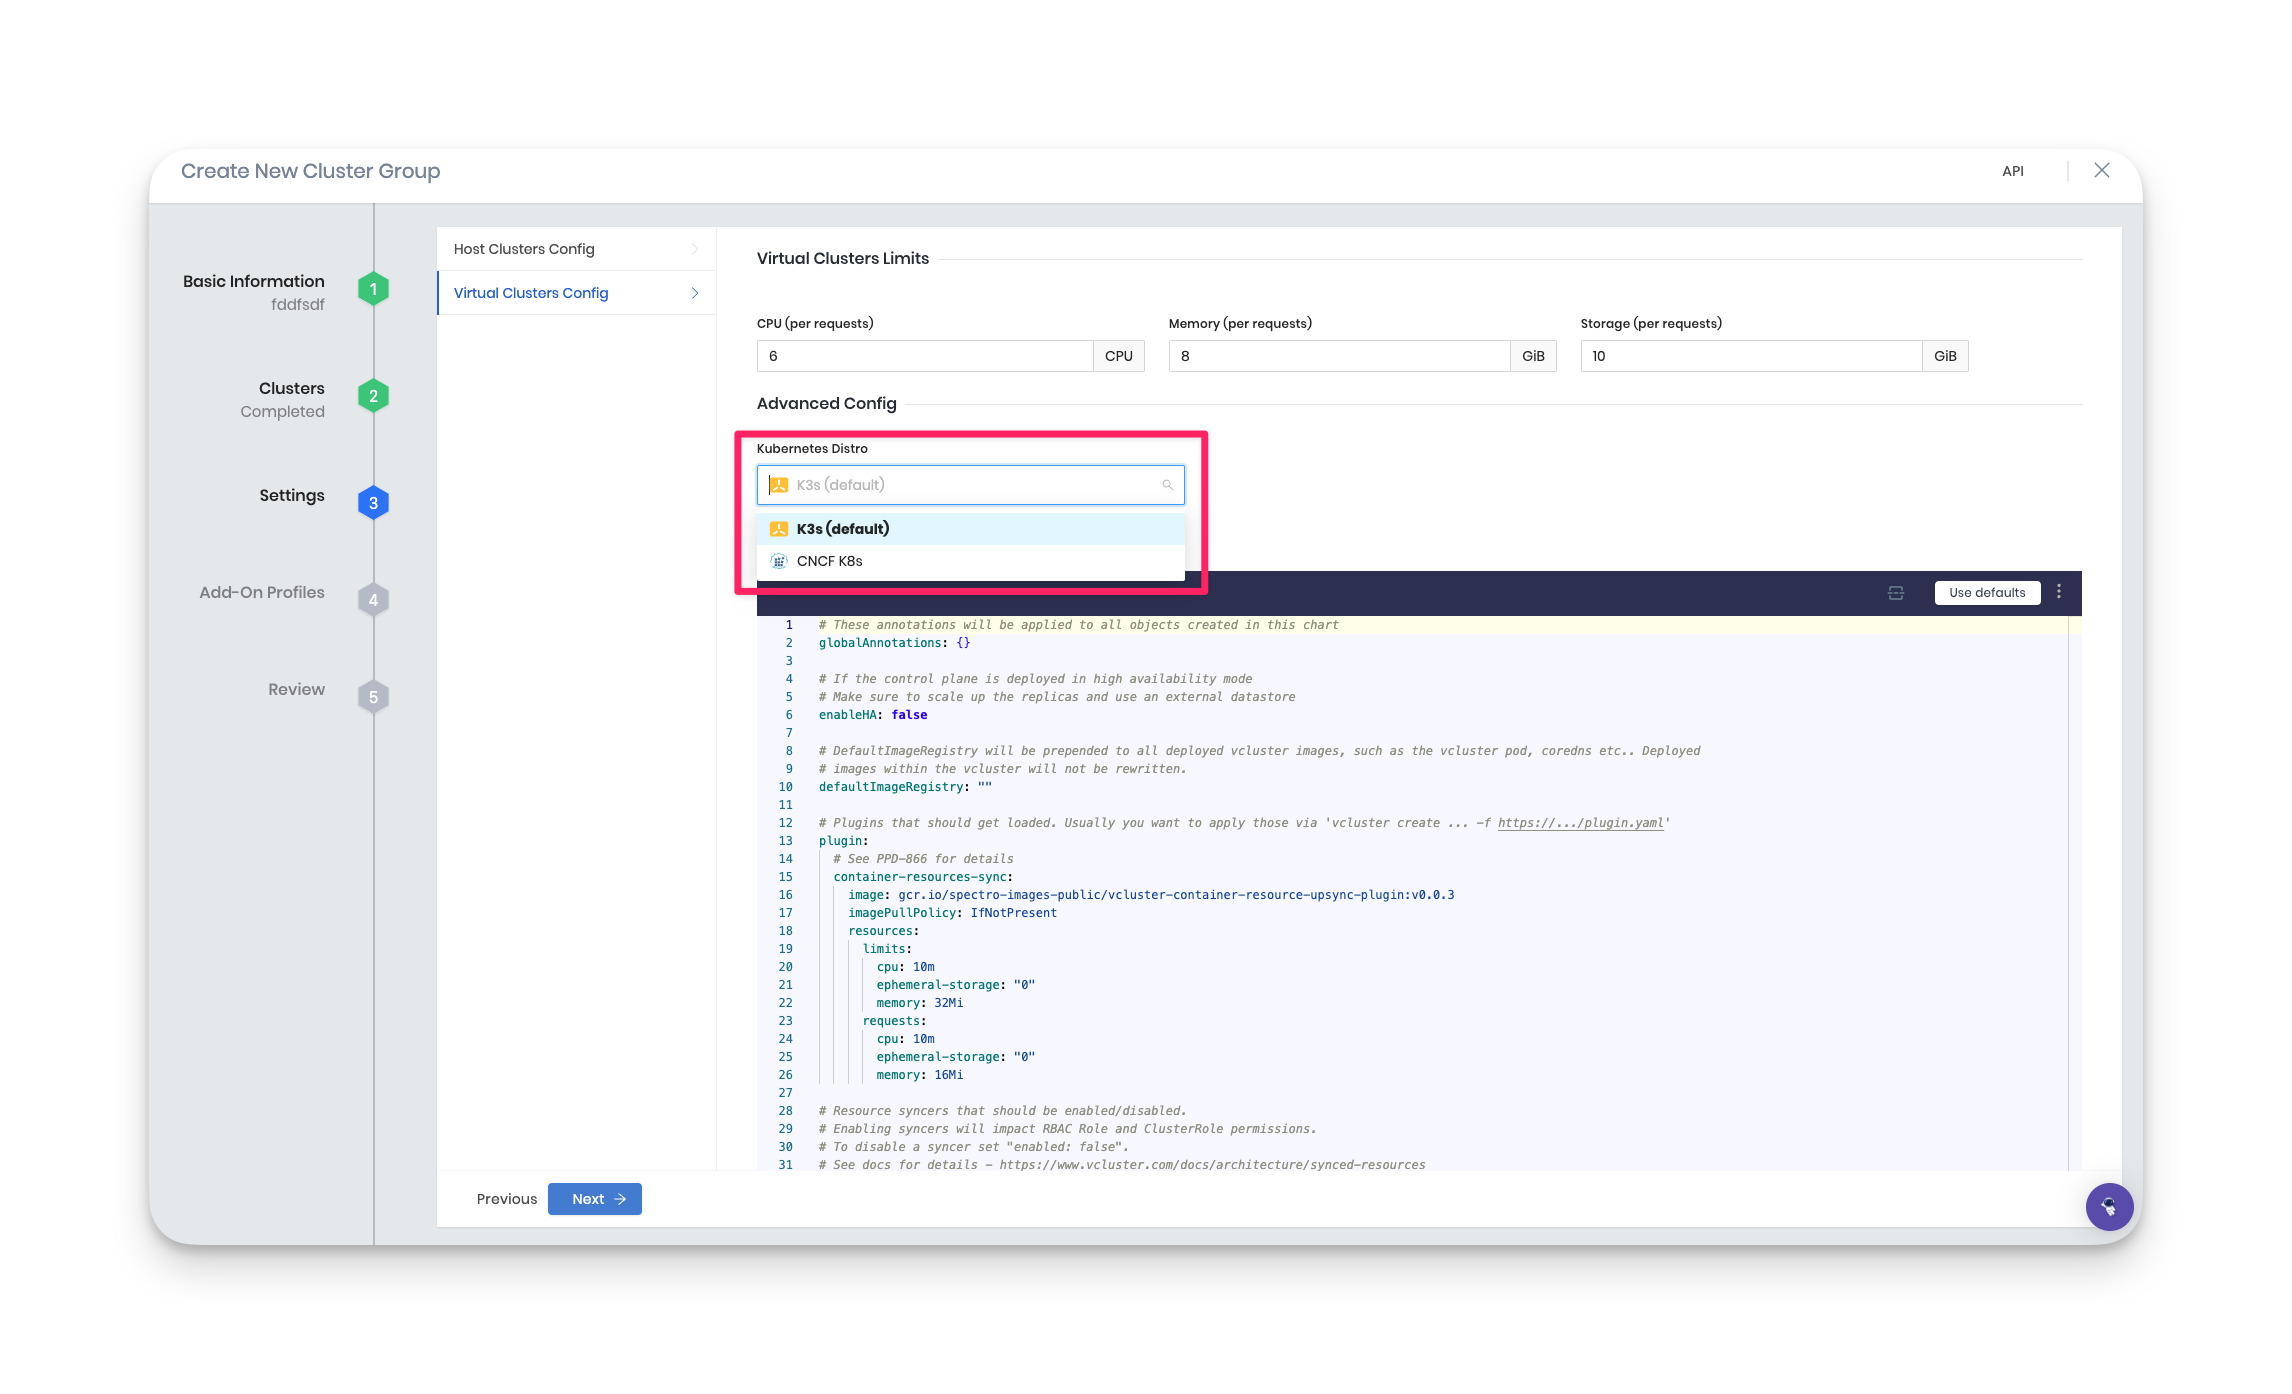 Create New Cluster Group
API
Basic Information
fddfsdf
1
Clusters
Completed
2
Settings
3
Add-On Profiles
4
Review
5
Host Clusters Config
Virtual Clusters Config
Virtual Clusters Limits
CPU (per requests)
6 CPU
Memory (per requests)
8 GiB
Storage (per requests)
10 GiB
Advanced Config
Kubernetes Distro
K3s (default)
K3s (default)
CNCF K8s
Use defaults
1 # These annotations will be applied to all objects created in this chart
2 globalAnnotations: {}
3
4 # If the control plane is deployed in high availability mode
5 # Make sure to scale up the replicas and use an external datastore
6 enableHA: false
7
8 # DefaultImageRegistry will be prepended to all deployed vcluster images, such as the vcluster pod, coredns etc.. Deployed
9 # images within the vcluster will not be rewritten.
10 defaultImageRegistry: ""
11
12 # Plugins that should get loaded. Usually you want to apply those via 'vcluster create ... -f https://.../plugin.yaml'
13 plugin:
14 # See PPD-866 for details
15 container-resources-sync:
16 image: gcr.io/spectro-images-public/vcluster-container-resource-upsync-plugin:v0.0.3
17 imagePullPolicy: IfNotPresent
18 resources:
19 limits:
20 cpu: 10m
21 ephemeral-storage: "0"
22 memory: 32Mi
23 requests:
24 cpu: 10m
25 ephemeral-storage: "0"
26 memory: 16Mi
27
28 # Resource syncers that should be enabled/disabled.
29 # Enabling syncers will impact RBAC Role and ClusterRole permissions.
30 # To disable a syncer set "enabled: false".
31 # See docs for details - https://www.vcluster.com/docs/architecture/synced-resources
Previous
Next